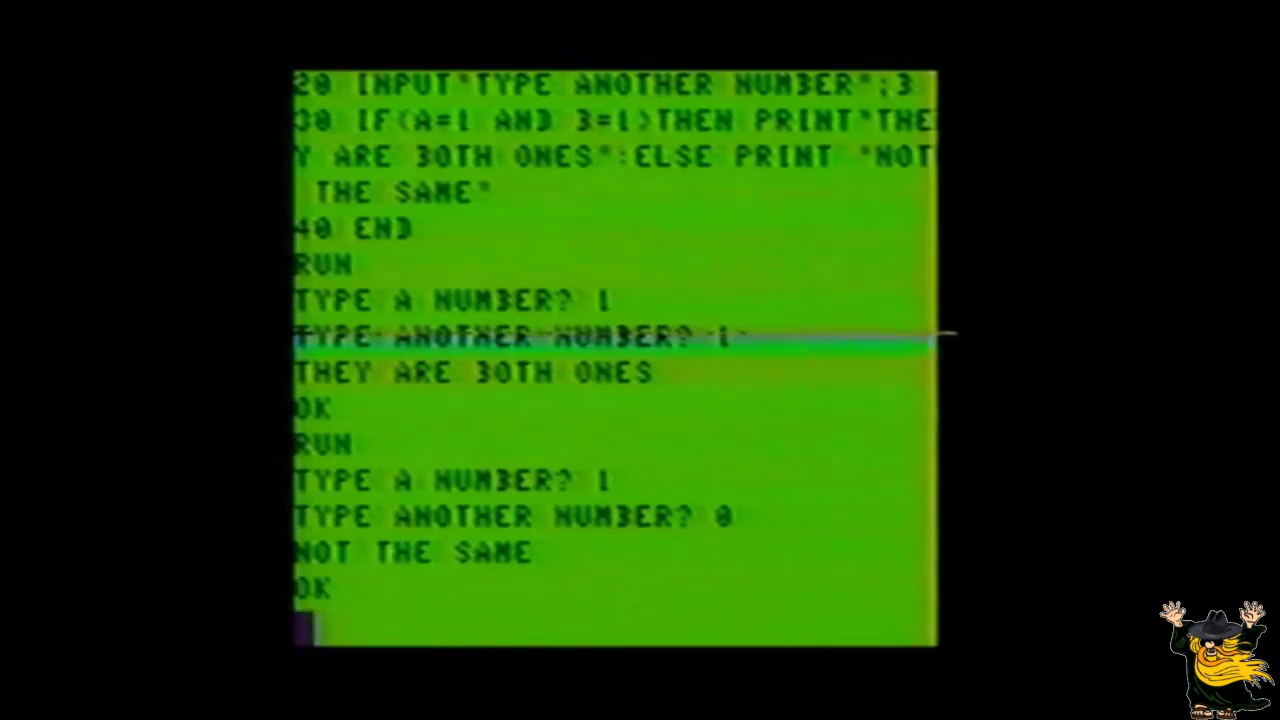 20 INPUT"TYPE ANOTHER NUMBER";B
30 IF(A=1 AND B=1)THEN PRINT"THE
Y ARE BOTH ONES":ELSE PRINT "NOT
 THE SAME"
40 END
RUN
TYPE A NUMBER? 1
TYPE ANOTHER NUMBER? 1
THEY ARE BOTH ONES
OK
RUN
TYPE A NUMBER? 1
TYPE ANOTHER NUMBER? 0
NOT THE SAME
OK